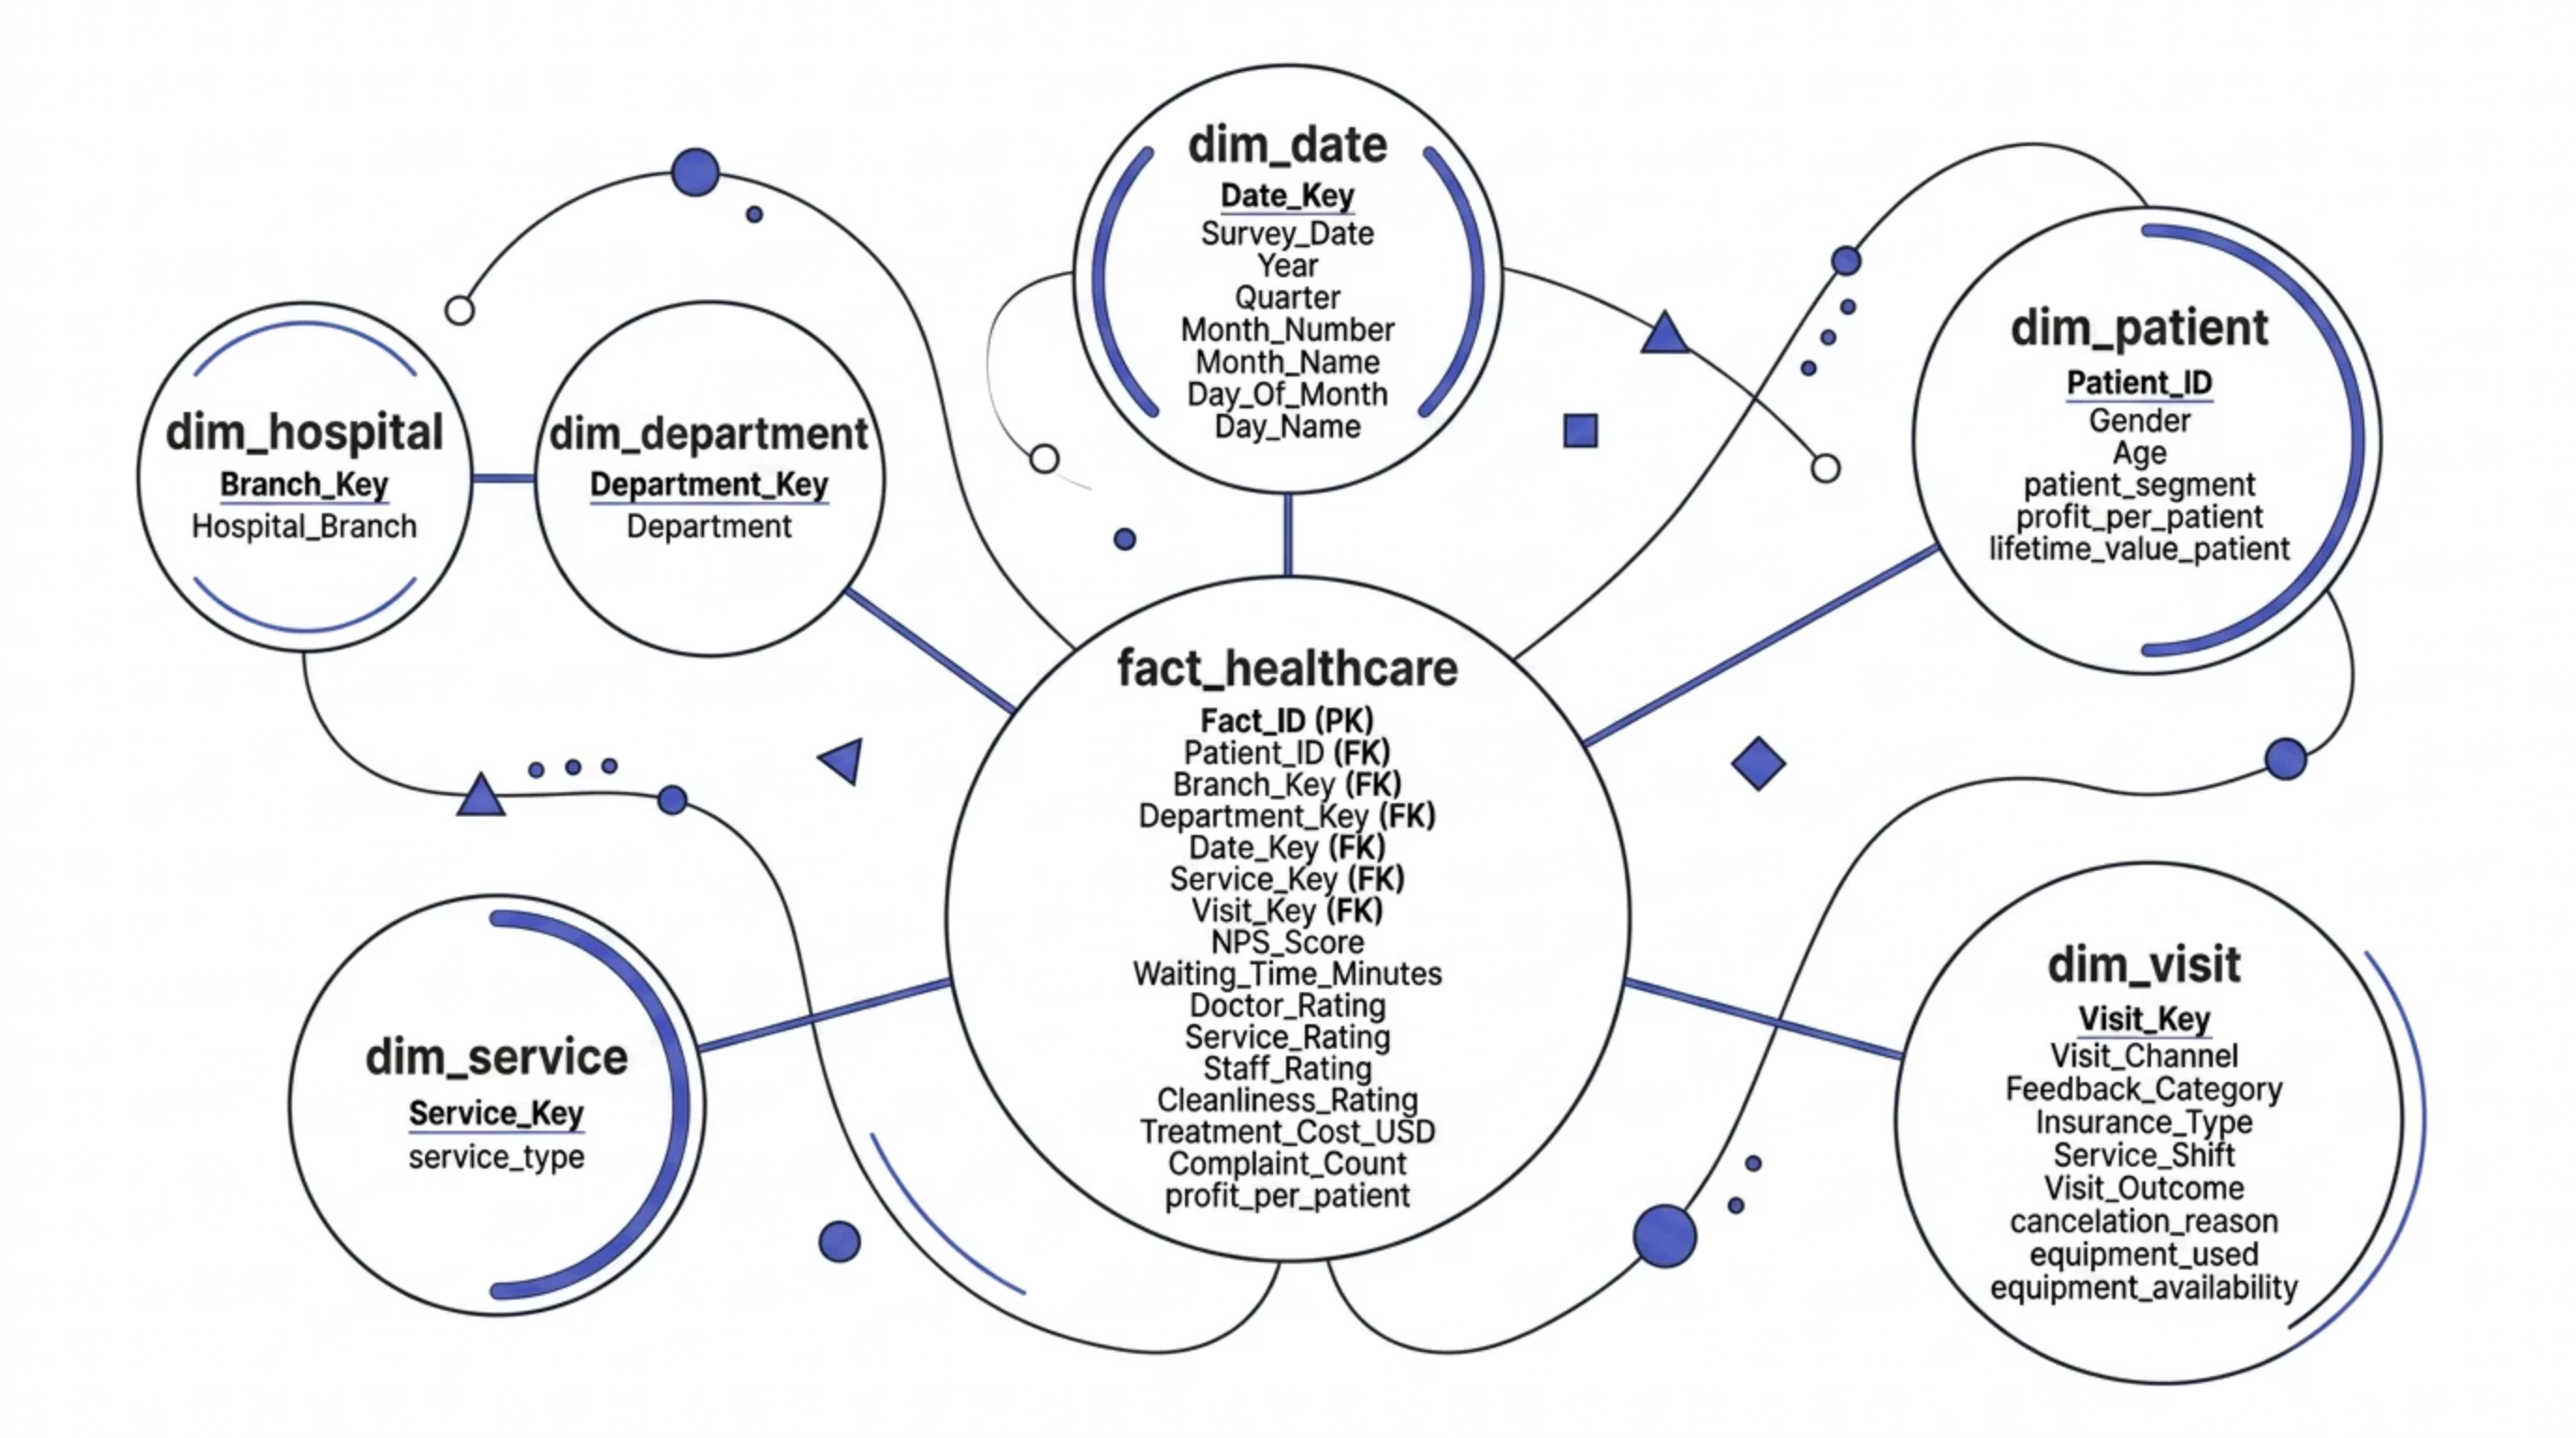 dim_date
Date_Key
Survey_Date
Year
Quarter
Month_Number
Month_Name
Day_Of_Month
Day_Name
dim_hospital
Branch_Key
Hospital_Branch
dim_department
Department_Key
Department
dim_patient
Patient_ID
Gender
Age
patient_segment
profit_per_patient
lifetime_value_patient
fact_healthcare
Fact_ID (PK)
Patient_ID (FK)
Branch_Key (FK)
Department_Key (FK)
Date_Key (FK)
Service_Key (FK)
Visit_Key (FK)
NPS_Score
Waiting_Time_Minutes
Doctor_Rating
Service_Rating
Staff_Rating
Cleanliness_Rating
Treatment_Cost_USD
Complaint_Count
profit_per_patient
dim_service
Service_Key
service_type
dim_visit
Visit_Key
Visit_Channel
Feedback_Category
Insurance_Type
Service_Shift
Visit_Outcome
cancelation_reason
equipment_used
equipment_availability